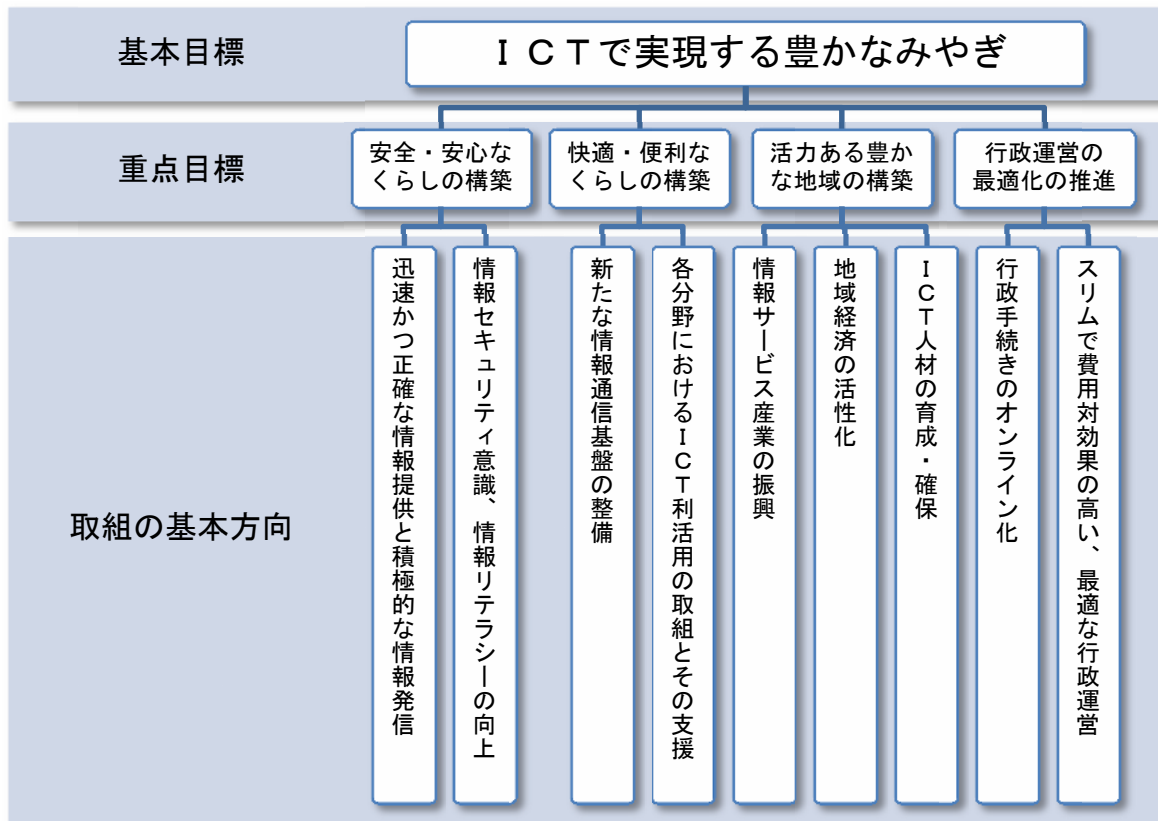 基本目標
ＩＣＴで実現する豊かなみやぎ
重点目標
安全・安心な
くらしの構築
快適・便利な
くらしの構築
活力ある豊か
な地域の構築
行政運営の
最適化の推進
取組の基本方向
迅速かつ正確な情報提供と積極的な情報発信
情報セキュリティ意識、情報リテラシーの向上
新たな情報通信基盤の整備
各分野におけるＩＣＴ利活用の取組とその支援
情報サービス産業の振興
地域経済の活性化
ＩＣＴ人材の育成・確保
行政手続きのオンライン化
スリムで費用対効果の高い、最適な行政運営